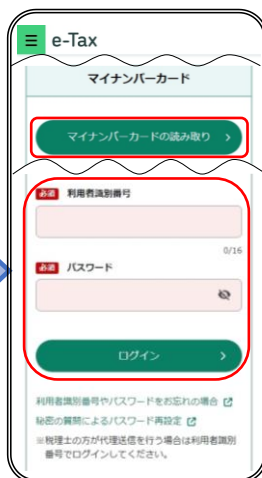 e-Tax
マイナンバーカード
マイナンバーカードの読み取り
必須 利用者識別番号
0/16
必須 パスワード
ログイン
利用者識別番号やパスワードをお忘れの場合
秘密の質問によるパスワード再設定
※税理士の方が代理送信を行う場合は利用者識別
番号でログインしてください。